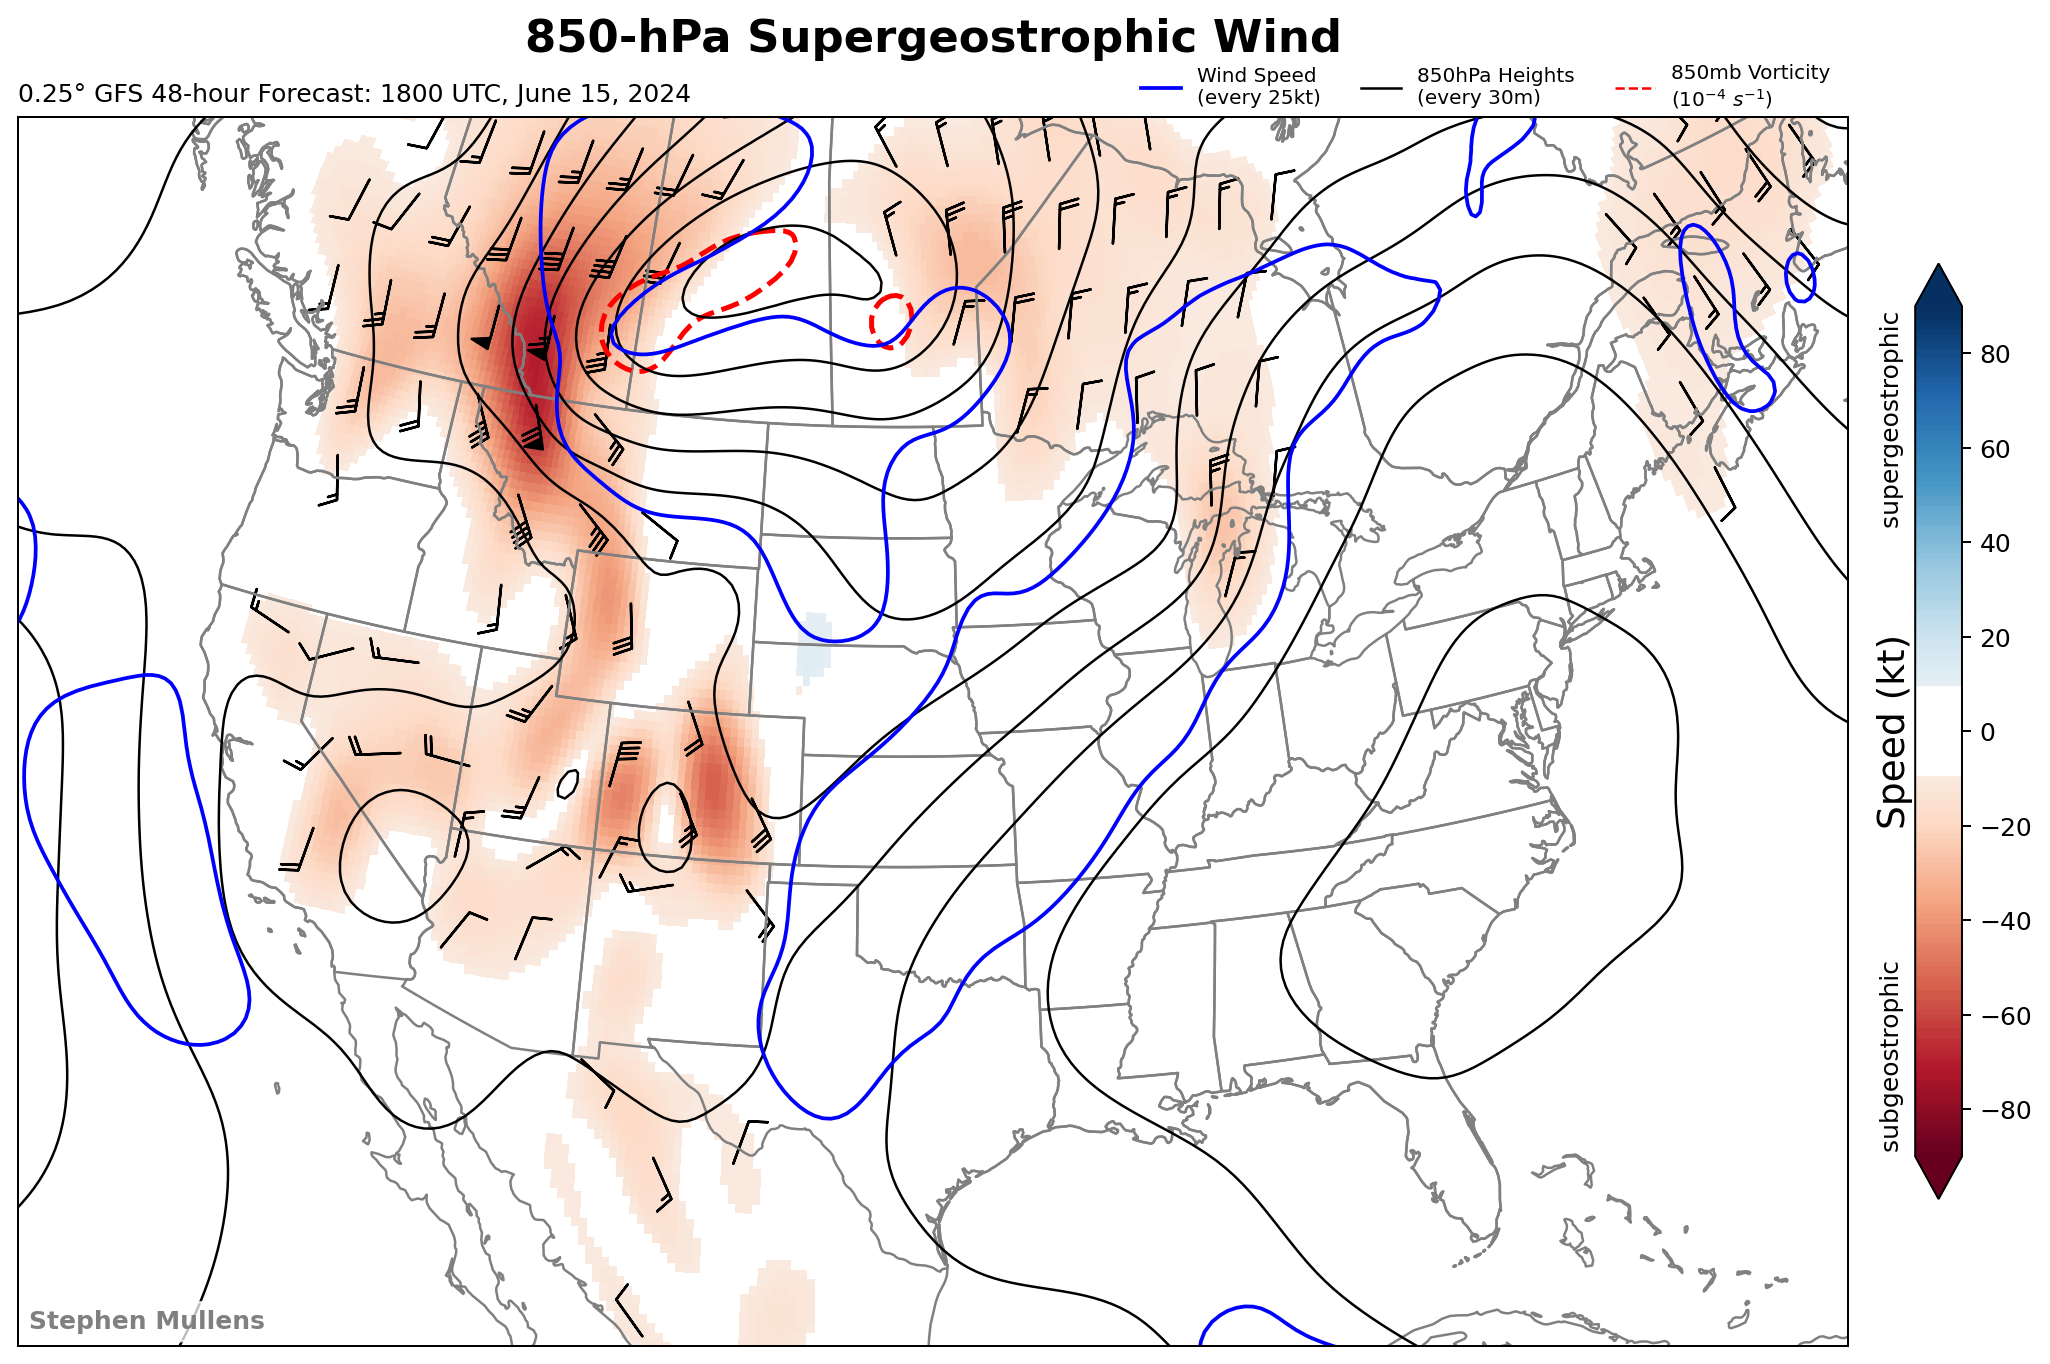 850-hPa Supergeostrophic Wind
0.25° GFS 48-hour Forecast: 1800 UTC, June 15, 2024
Wind Speed
(every 25kt)
850hPa Heights
(every 30m)
850mb Vorticity
(10⁻⁴ s⁻¹)
supergeostrophic
Speed (kt)
subgeostrophic
80
60
40
20
0
−20
−40
−60
−80
Stephen Mullens